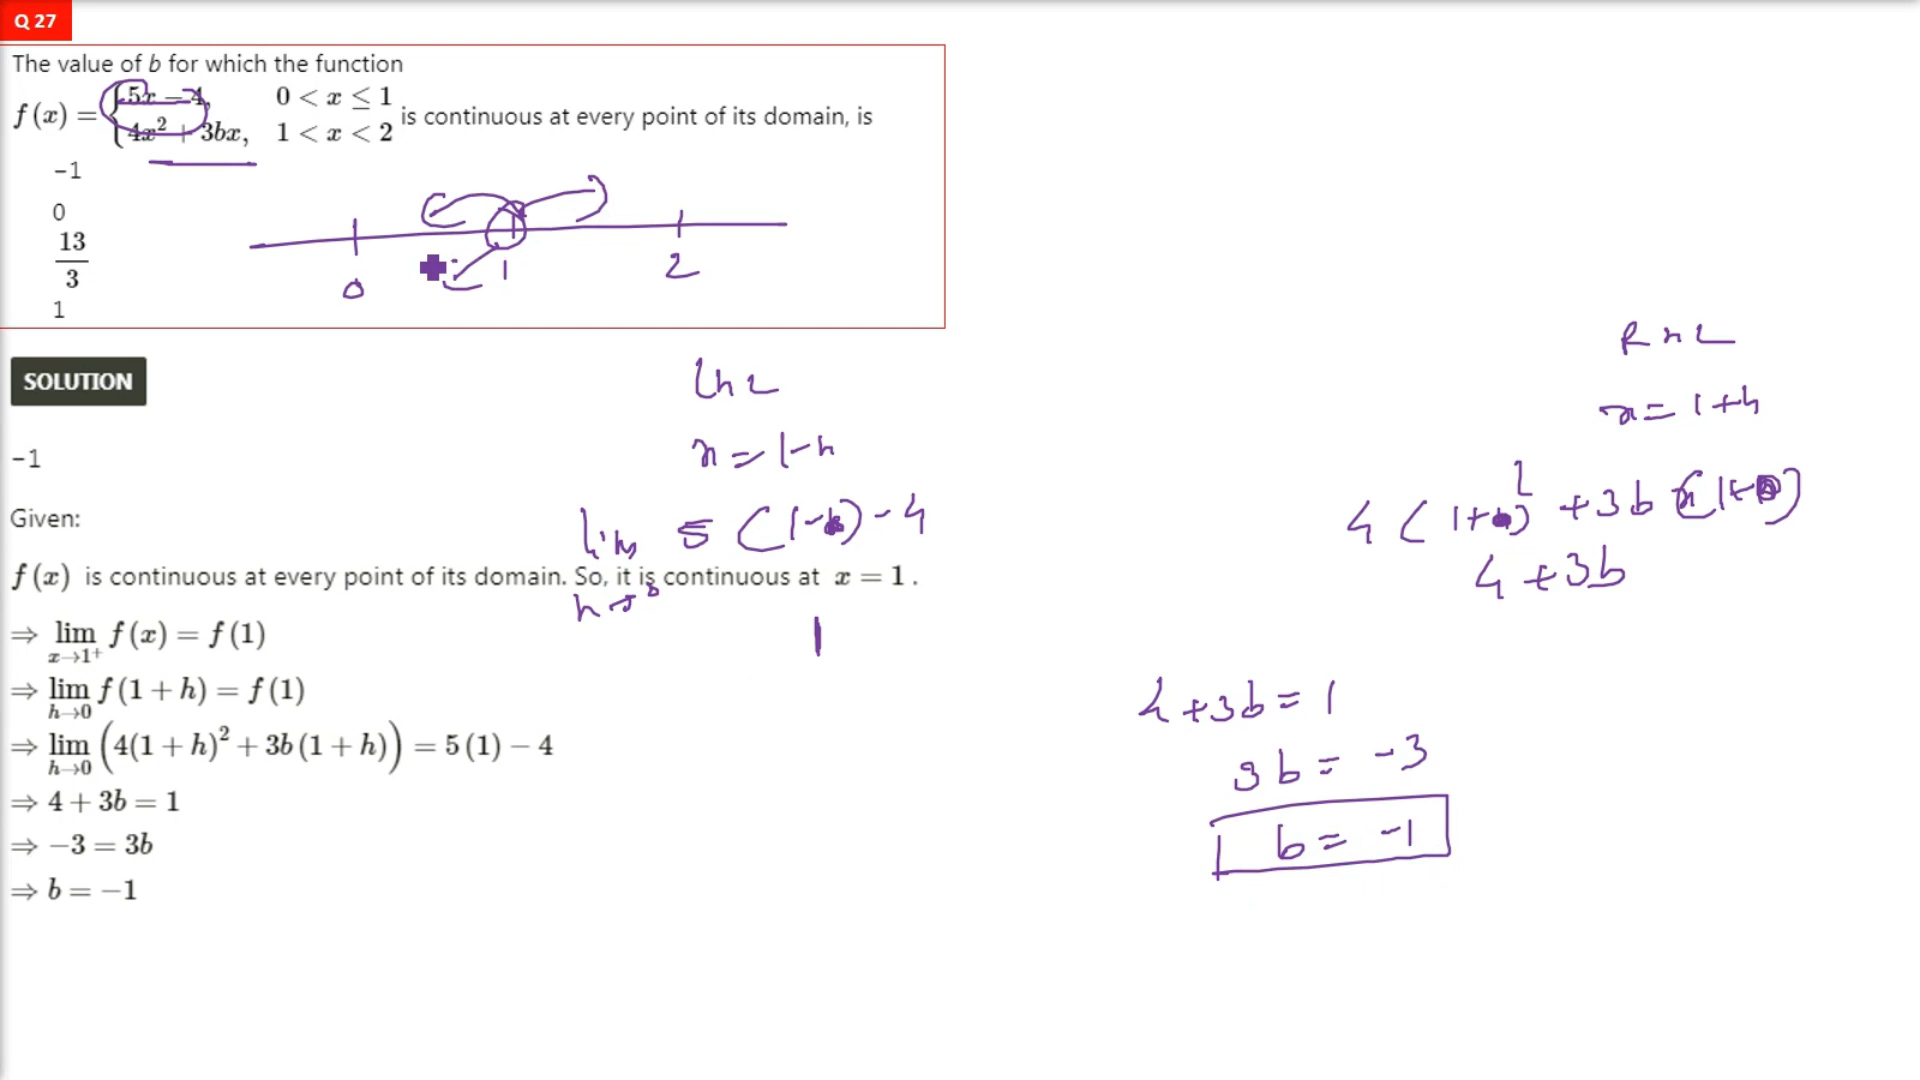 Q 27
The value of b for which the function
f(x) = { 5x − 4, 0 < x ≤ 1
4x² + 3bx, 1 < x < 2 is continuous at every point of its domain, is
−1
0
13/3
1
0 1 2
SOLUTION
−1
Given:
f(x) is continuous at every point of its domain. So, it is continuous at x = 1.
⇒ lim x→1⁺ f(x) = f(1)
⇒ lim h→0 f(1 + h) = f(1)
⇒ lim h→0 (4(1 + h)² + 3b(1 + h)) = 5(1) − 4
⇒ 4 + 3b = 1
⇒ −3 = 3b
⇒ b = −1
LhL
x = 1-h
lim h→0 5(1-h) - 4
1
RHL
x = 1+h
4(1+h)² + 3b(1+h)
4 + 3b
4 + 3b = 1
3b = -3
b = -1